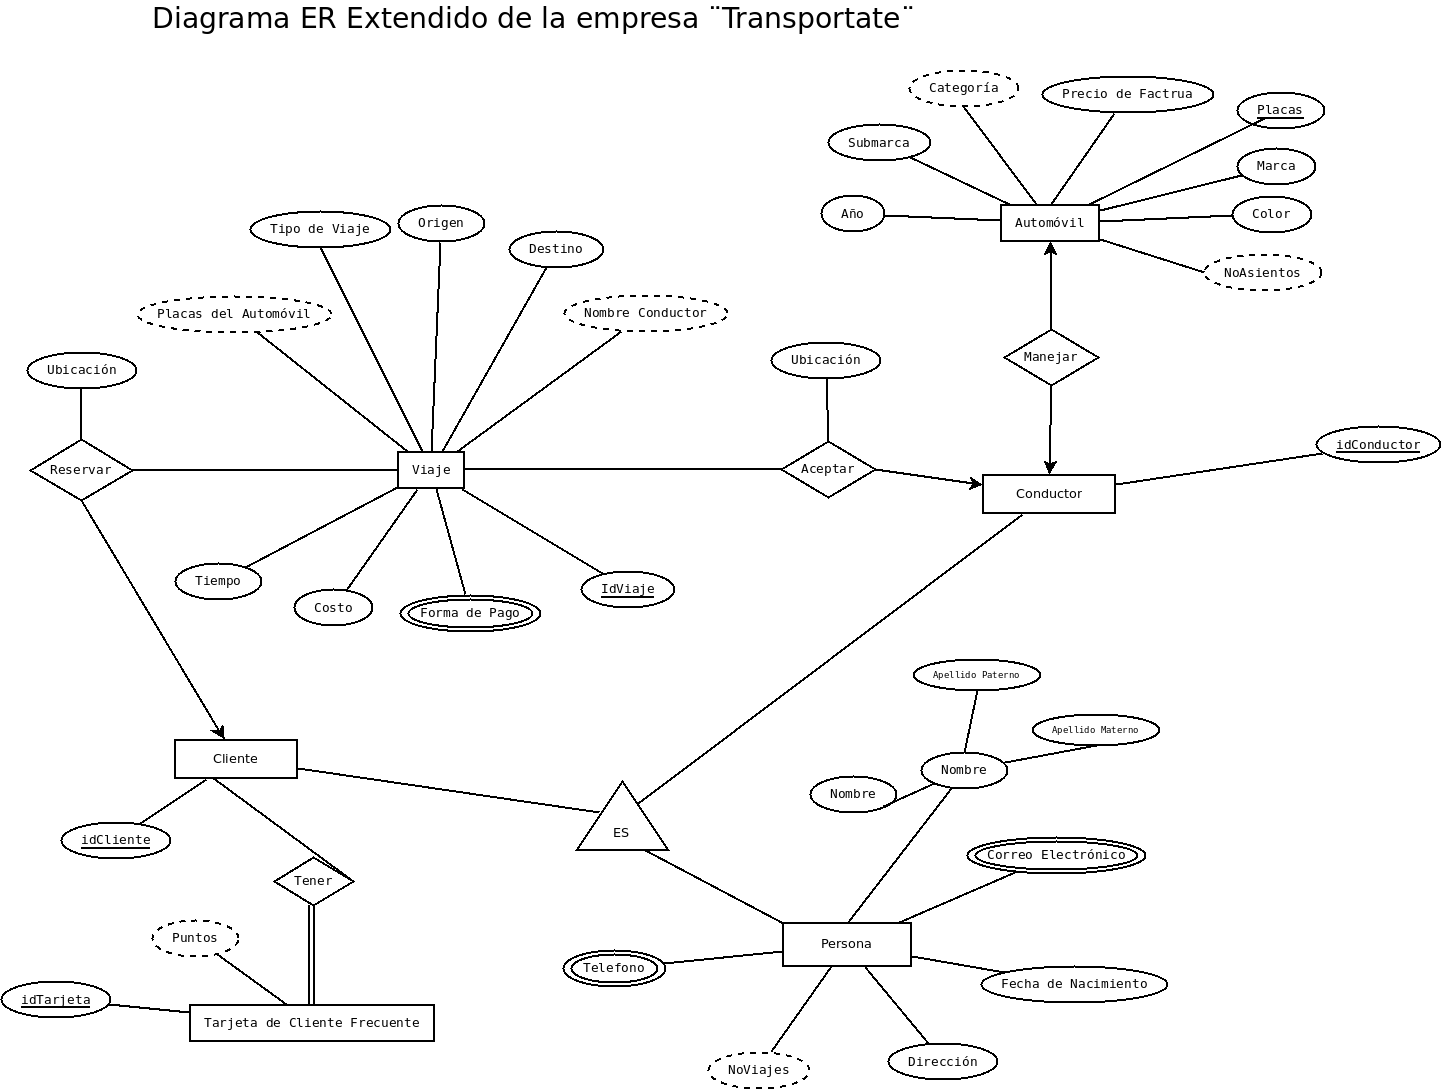 Diagrama ER Extendido de la empresa ¨Transportate¨
Categoría
Precio de Factrua
Placas
Submarca
Marca
Año
Color
Automóvil
NoAsientos
Tipo de Viaje
Origen
Destino
Placas del Automóvil
Nombre Conductor
Ubicación
Ubicación
Manejar
idConductor
Reservar
Viaje
Aceptar
Conductor
Tiempo
Costo
Forma de Pago
IdViaje
Apellido Paterno
Apellido Materno
Cliente
Nombre
Nombre
ES
idCliente
Correo Electrónico
Tener
Puntos
Persona
Telefono
Fecha de Nacimiento
idTarjeta
Tarjeta de Cliente Frecuente
NoViajes
Dirección